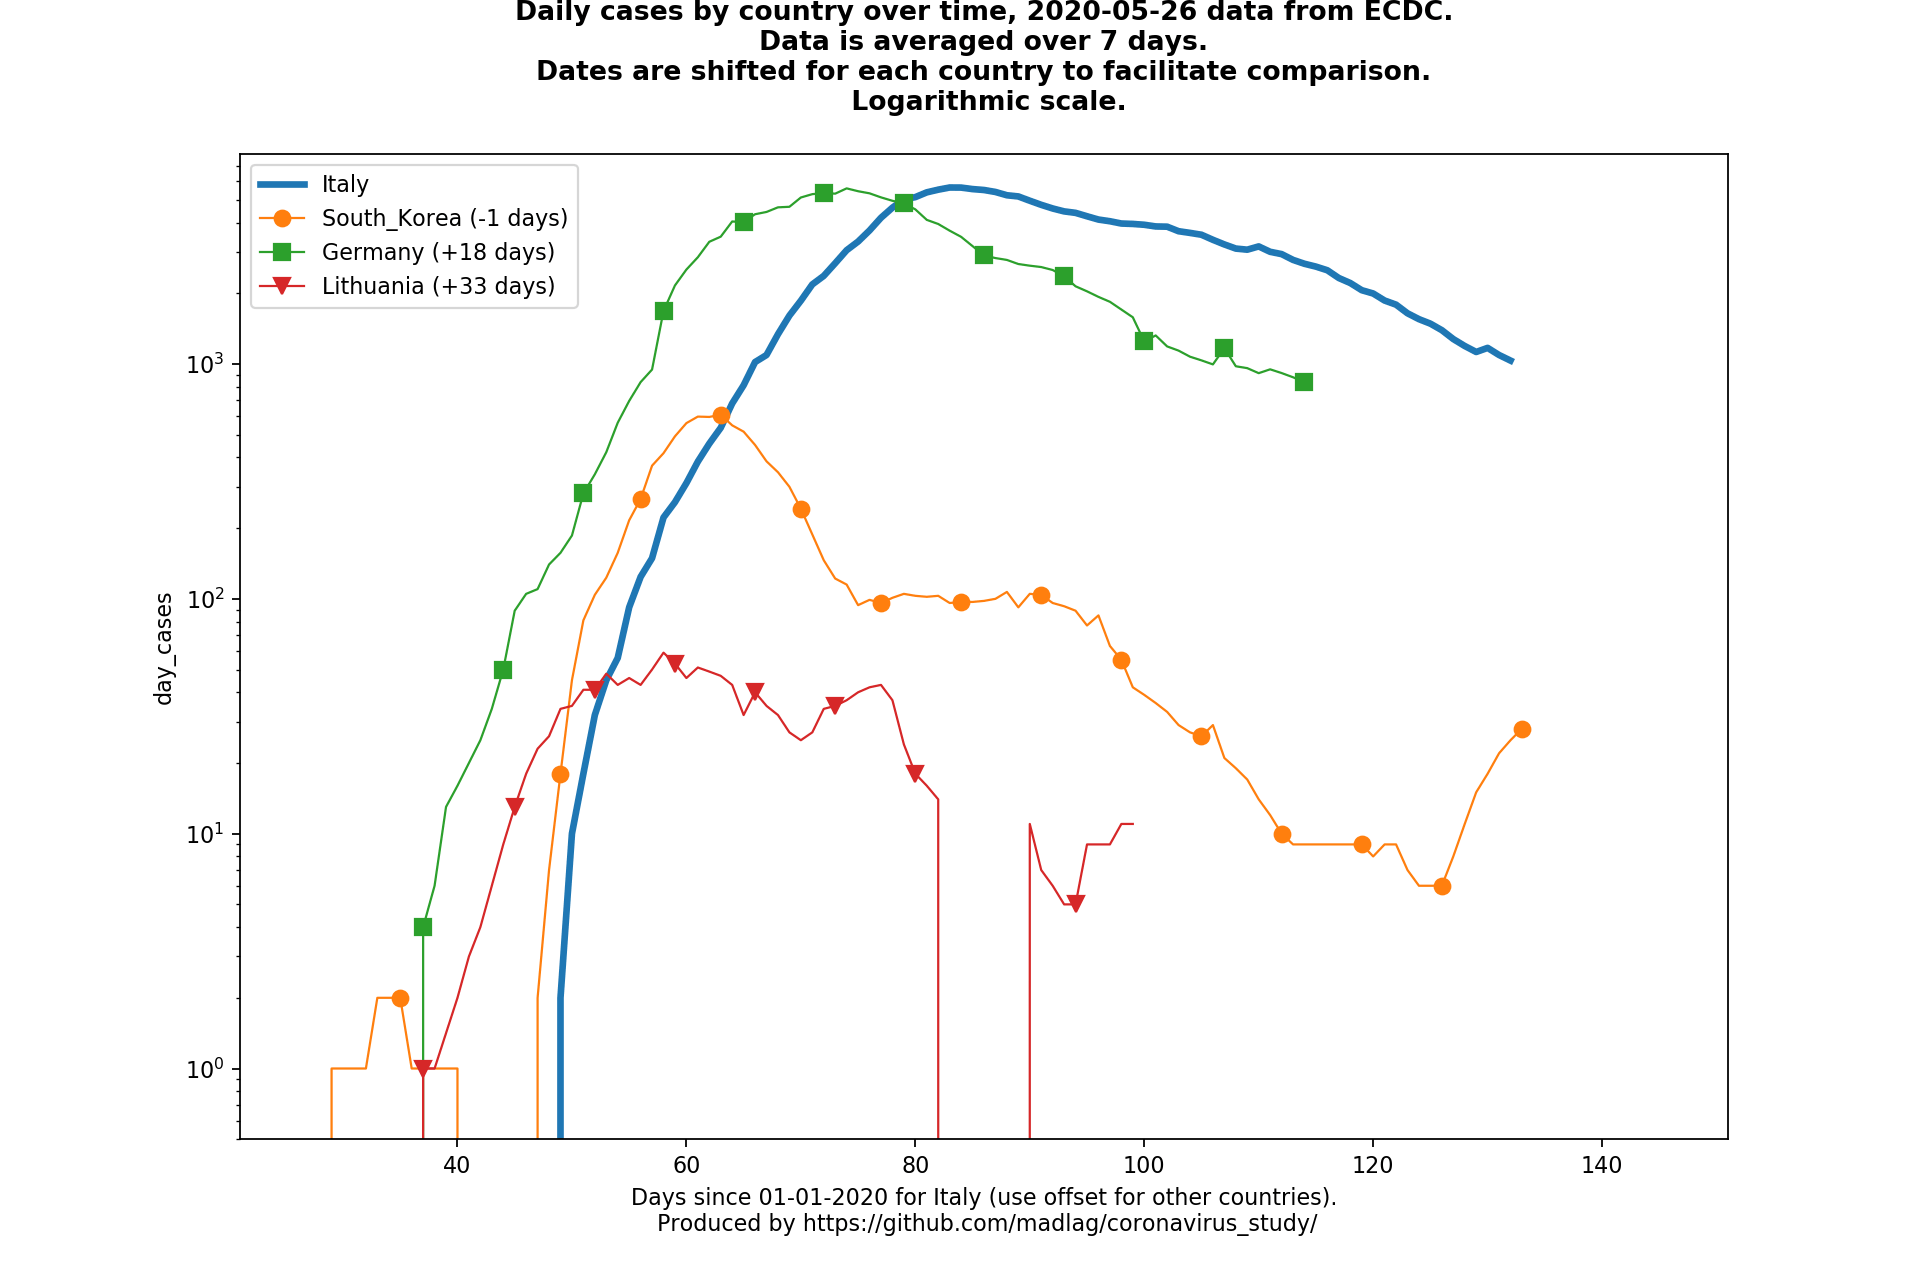 Daily cases by country over time, 2020-05-26 data from ECDC.
Data is averaged over 7 days.
Dates are shifted for each country to facilitate comparison.
Logarithmic scale.
Italy
South_Korea (-1 days)
Germany (+18 days)
Lithuania (+33 days)
day_cases
10³
10²
10¹
10⁰
40 60 80 100 120 140
Days since 01-01-2020 for Italy (use offset for other countries).
Produced by https://github.com/madlag/coronavirus_study/